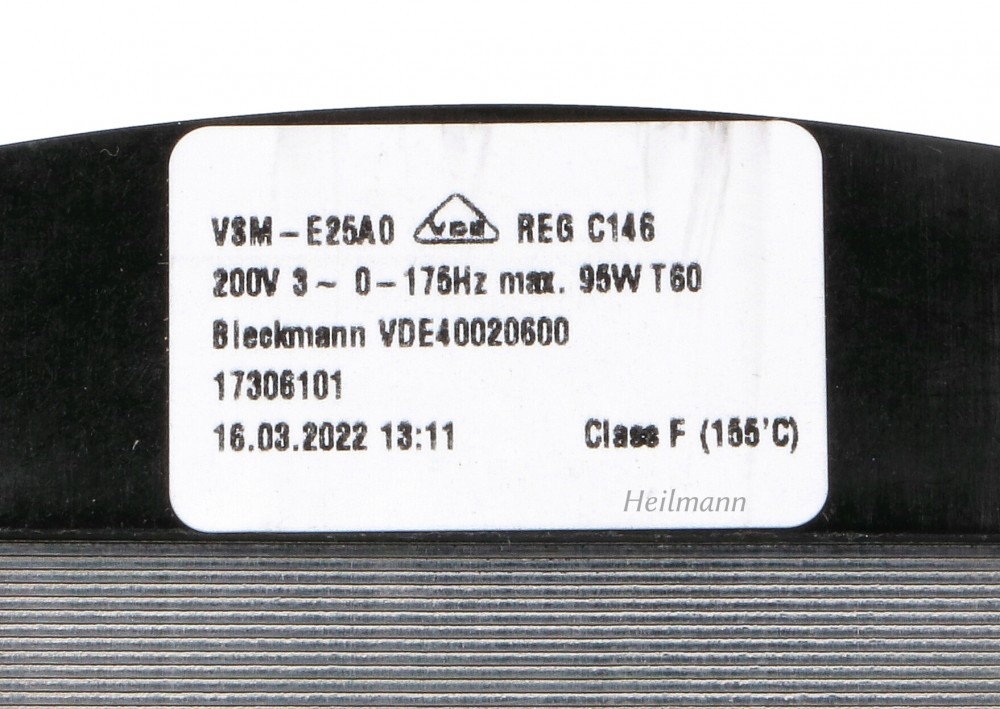 VSM – E25A0 VDE REG C146
200V 3 ~ 0 – 175Hz max. 95W T60
Bleckmann VDE40020600
17306101
16.03.2022 13:11 Class F (155'C)
Heilmann